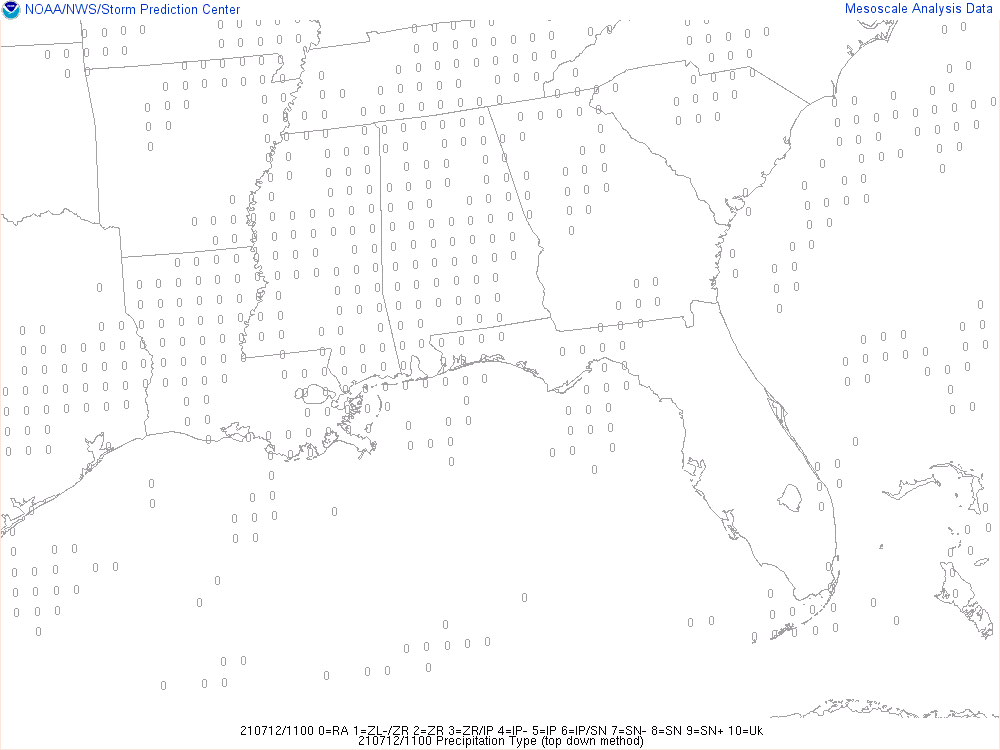 NOAA/NWS/Storm Prediction Center
Mesoscale Analysis Data
210712/1100 0=RA 1=ZL-/ZR 2=ZR 3=ZR/IP 4=IP- 5=IP 6=IP/SN 7=SN- 8=SN 9=SN+ 10=Uk
210712/1100 Precipitation Type (top down method)